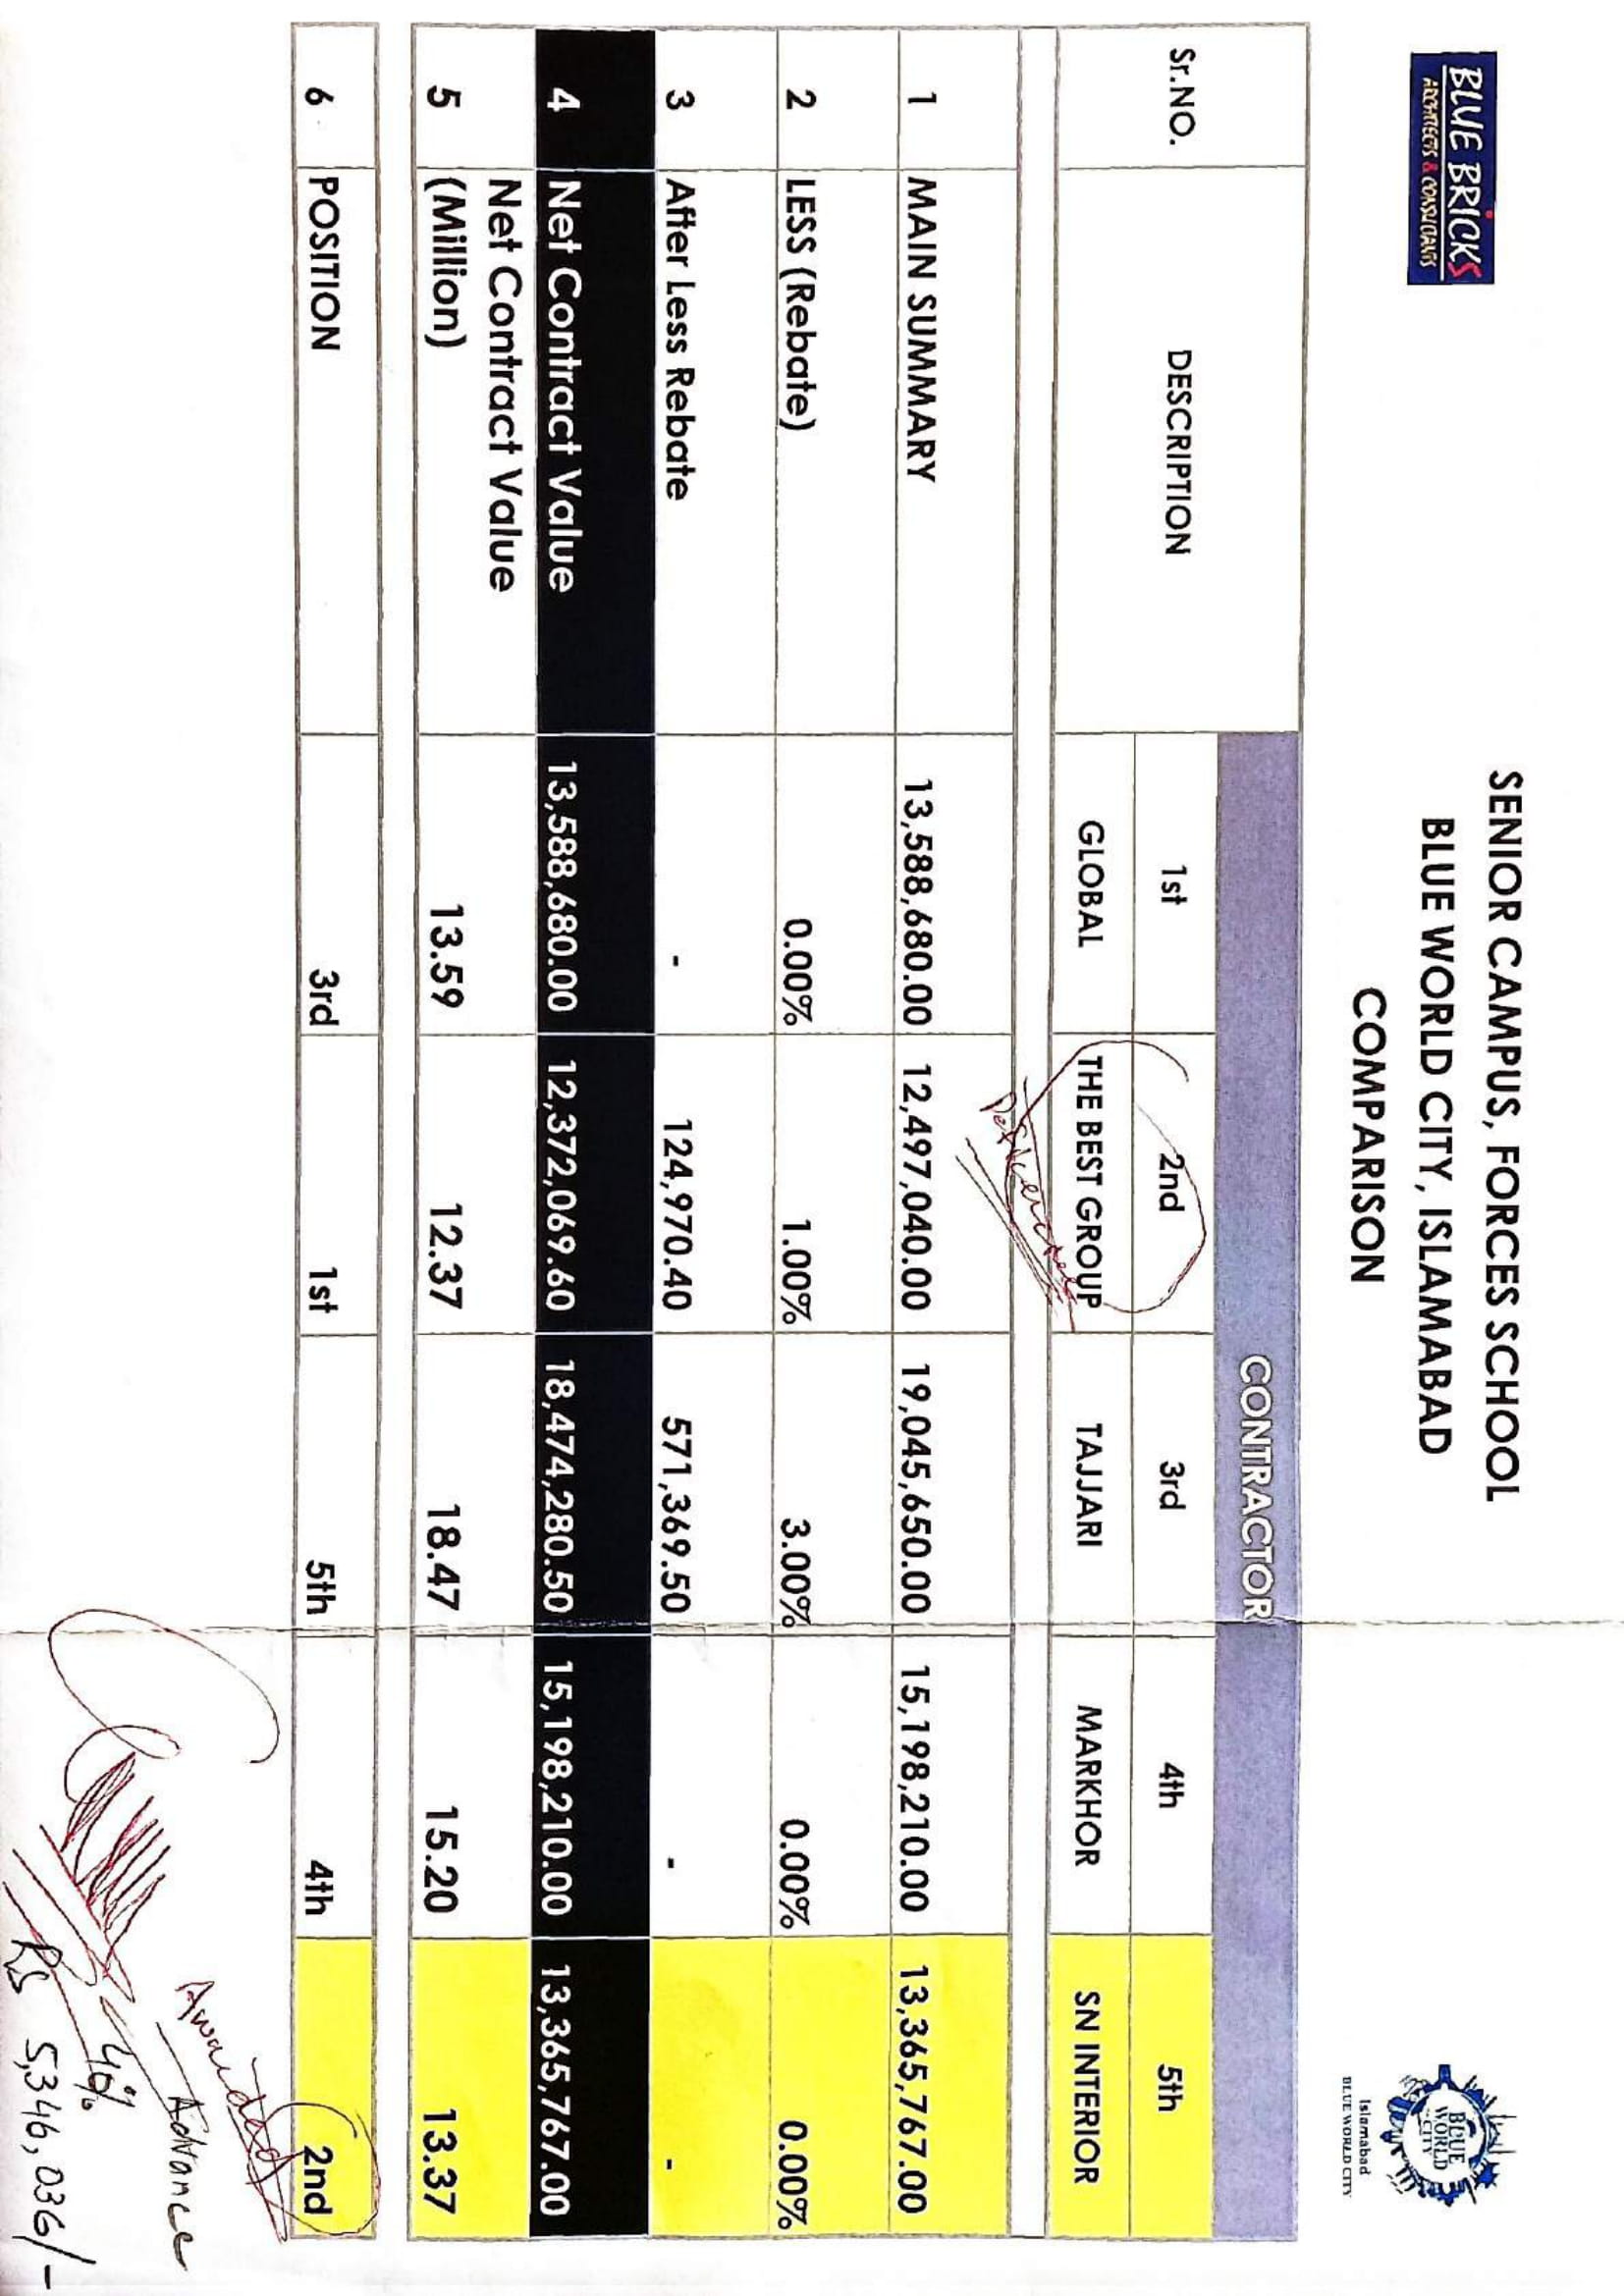 BLUE BRICKS
ARCHITECTS & CONSULTANTS
SENIOR CAMPUS, FORCES SCHOOL
BLUE WORLD CITY, ISLAMABAD
COMPARISON
BLUE
WORLD
CITY
Islamabad
BLUE WORLD CITY
Sr.NO. DESCRIPTION CONTRACTOR
1st 2nd 3rd 4th 5th
GLOBAL THE BEST GROUP TAJJARI MARKHOR SN INTERIOR
1 MAIN SUMMARY 13,588,680.00 12,497,040.00 19,045,650.00 15,198,210.00 13,365,767.00
2 LESS (Rebate) 0.00% 1.00% 3.00% 0.00% 0.00%
3 After Less Rebate - 124,970.40 571,369.50 - -
4 Net Contract Value 13,588,680.00 12,372,069.60 18,474,280.50 15,198,210.00 13,365,767.00
5 Net Contract Value
(Million) 13.59 12.37 18.47 15.20 13.37
6 POSITION 3rd 1st 5th 4th 2nd
Awarded
Advance
40%
RS 5,346,036/-